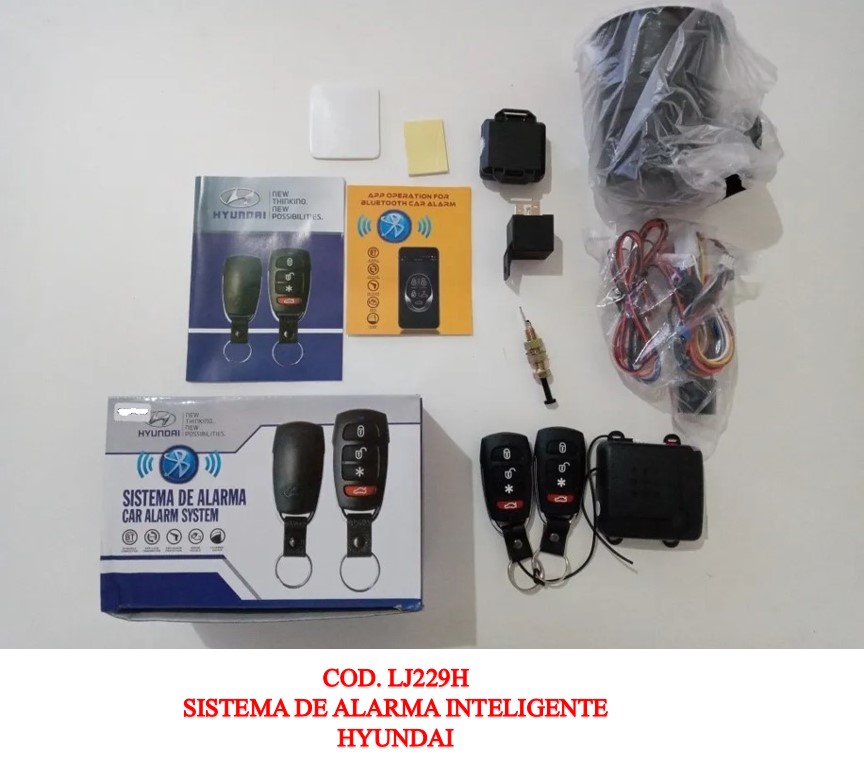 HYUNDAI
NEW
THINKING.
NEW
POSSIBILITIES.
APP OPERATION FOR
BLUETOOTH CAR ALARM
HYUNDAI
NEW
THINKING.
NEW
POSSIBILITIES.
SISTEMA DE ALARMA
CAR ALARM SYSTEM
BT
COD. LJ229H
SISTEMA DE ALARMA INTELIGENTE
HYUNDAI